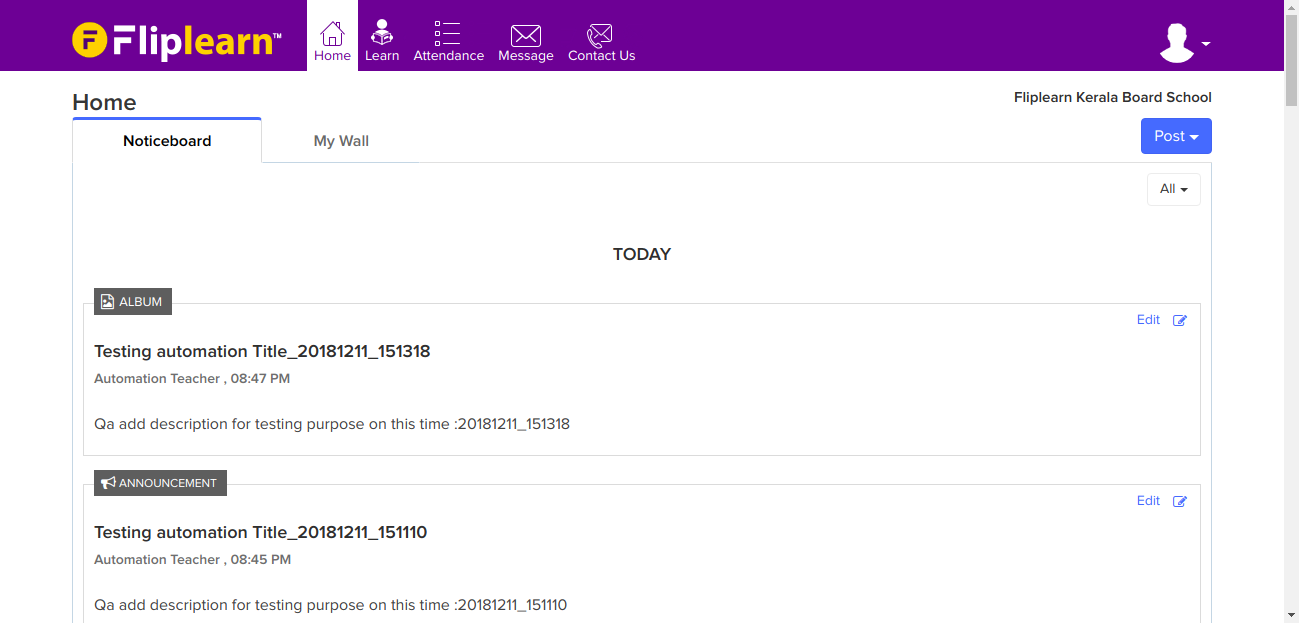 Fliplearn™
Home
Learn
Attendance
Message
Contact Us
Home
Fliplearn Kerala Board School
Noticeboard
My Wall
Post
All
TODAY
ALBUM
Edit
Testing automation Title_20181211_151318
Automation Teacher , 08:47 PM
Qa add description for testing purpose on this time :20181211_151318
ANNOUNCEMENT
Edit
Testing automation Title_20181211_151110
Automation Teacher , 08:45 PM
Qa add description for testing purpose on this time :20181211_151110